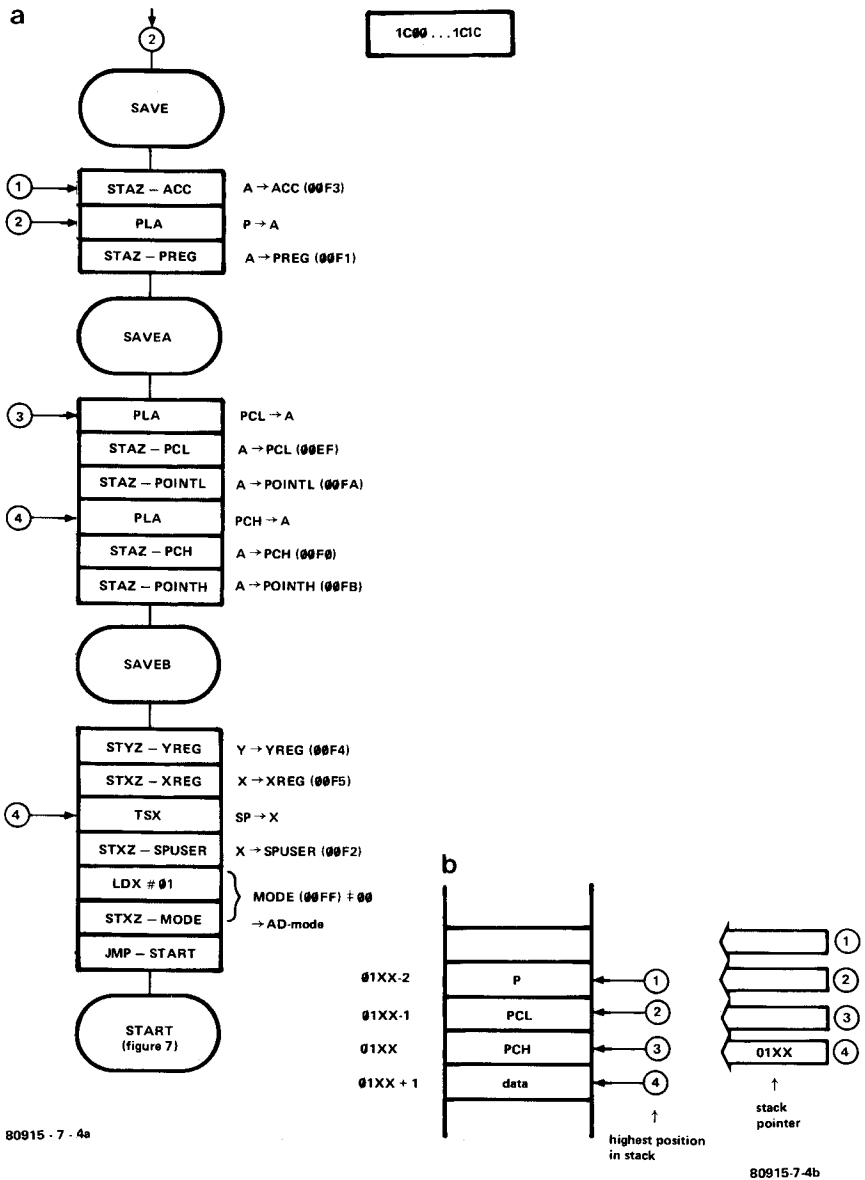 a
2
1C00 . . . 1C1C
SAVE
1
STAZ – ACC
A → ACC (00F3)
2
PLA
P → A
STAZ – PREG
A → PREG (00F1)
SAVEA
3
PLA
PCL → A
STAZ – PCL
A → PCL (00EF)
STAZ – POINTL
A → POINTL (00FA)
4
PLA
PCH → A
STAZ – PCH
A → PCH (00F0)
STAZ – POINTH
A → POINTH (00FB)
SAVEB
STYZ – YREG
Y → YREG (00F4)
STXZ – XREG
X → XREG (00F5)
4
TSX
SP → X
STXZ – SPUSER
X → SPUSER (00F2)
LDX # 01
MODE (00FF) ≠ 00
STXZ – MODE
→ AD-mode
JMP – START
START
(figure 7)
80915 - 7 - 4a
b
1
01XX-2
P
1
2
01XX-1
PCL
2
3
01XX
PCH
3
01XX
4
01XX + 1
data
4
↑
highest position
in stack
↑
stack
pointer
80915-7-4b